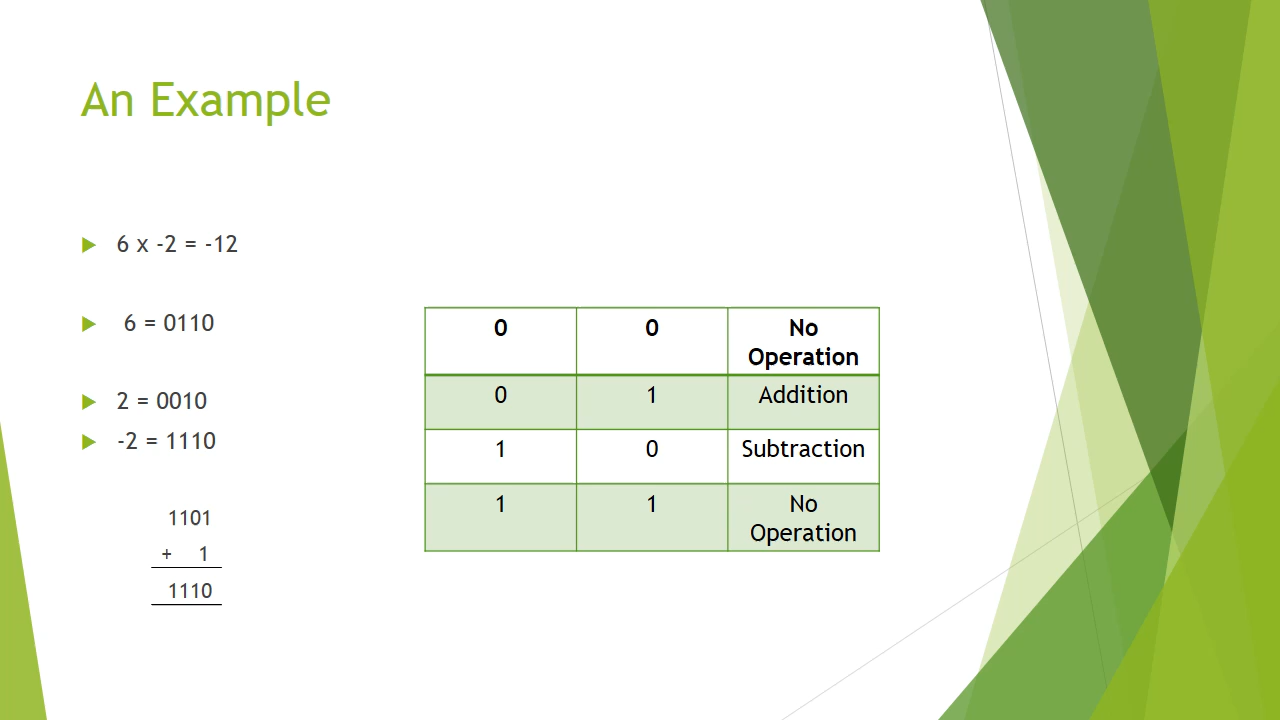 An Example
6 x -2 = -12
6 = 0110
2 = 0010
-2 = 1110
1101
+ 1
1110
0 0 No
Operation
0 1 Addition
1 0 Subtraction
1 1 No
Operation